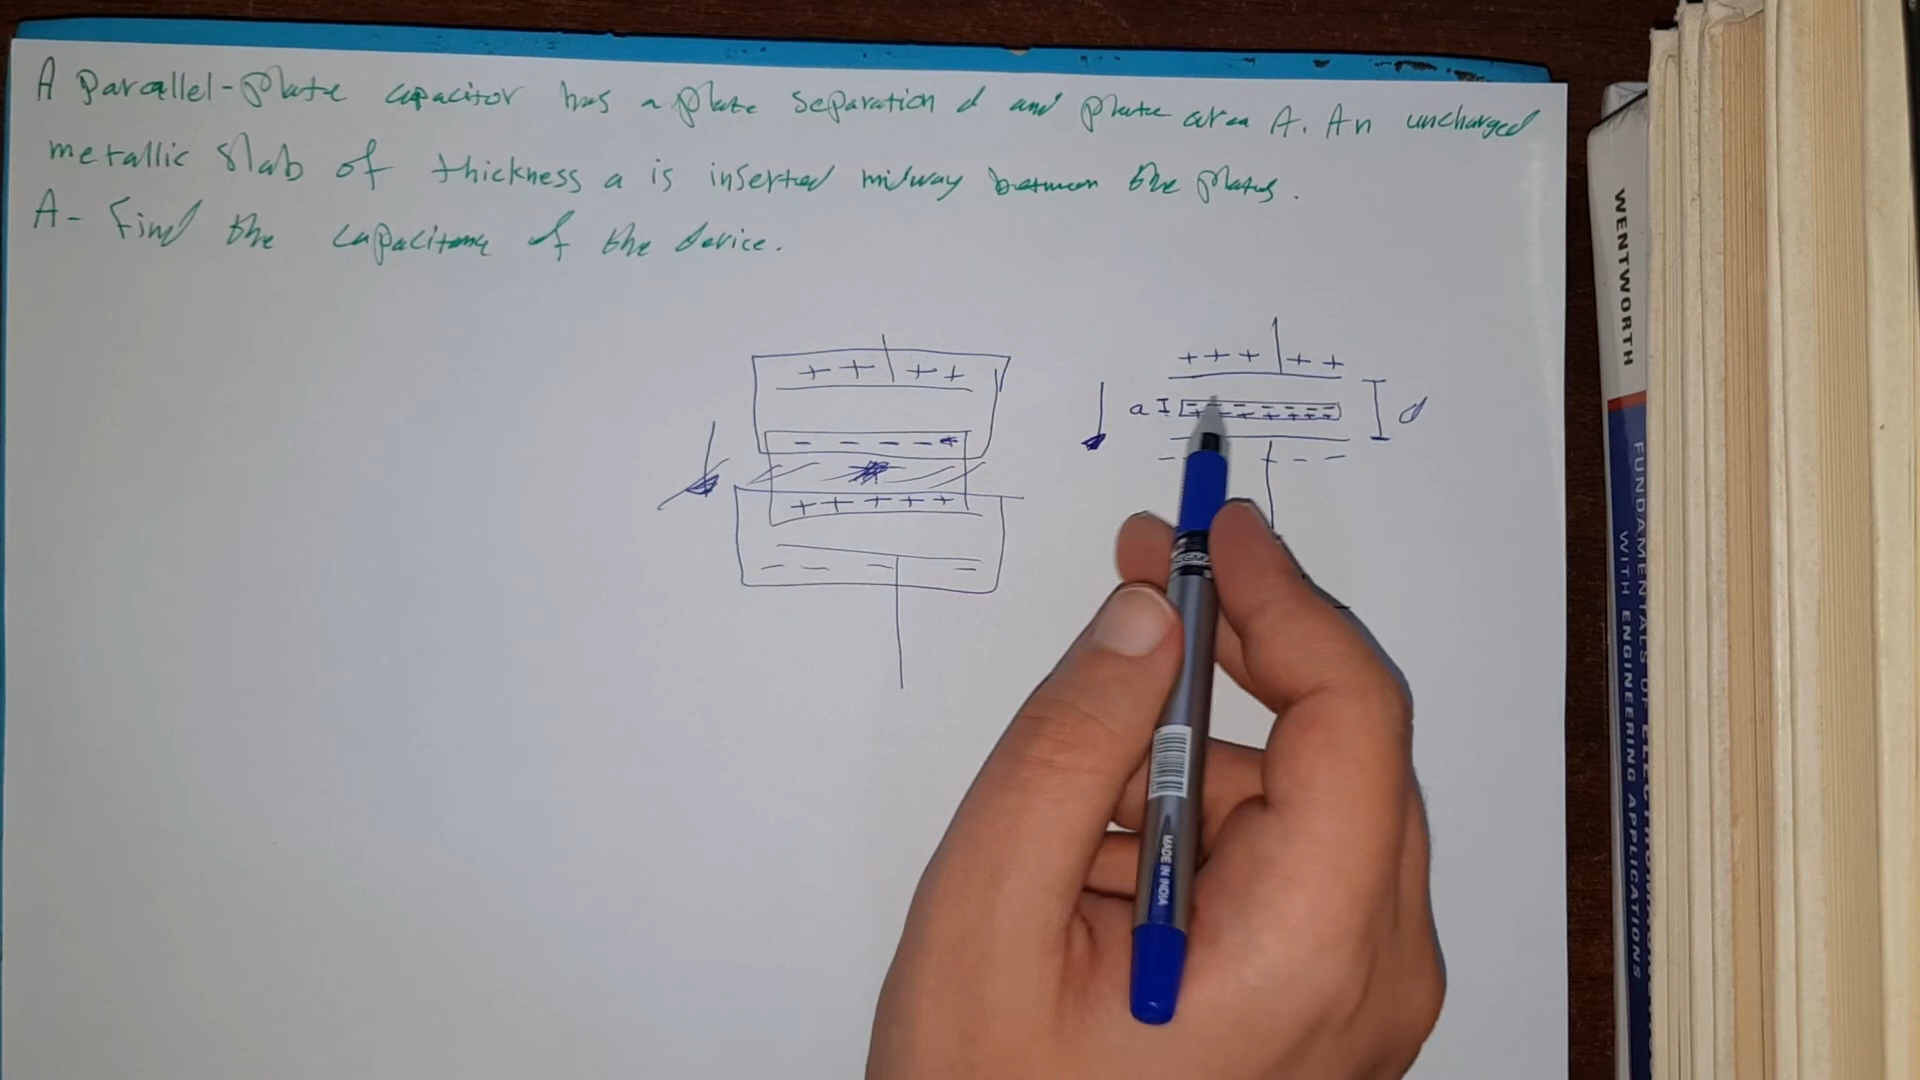 A parallel-plate capacitor has a plate separation d and plate area A. An uncharged
metallic slab of thickness a is inserted midway between the plates.
A- Find the capacitance of the device.
+ + + + +
+ + + + +
a
d
- - - - -
+ + + + +
WENTWORTH
FUNDAMENTALS OF ELECTROMAGNETICS
WITH ENGINEERING APPLICATIONS
MADE IN INDIA